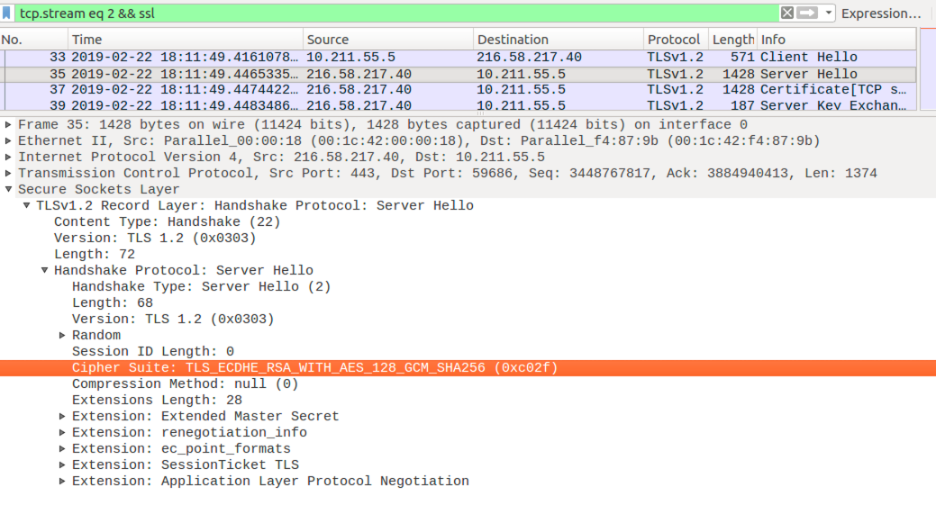 tcp.stream eq 2 && ssl Expression…
No. Time Source Destination Protocol Length Info
33 2019-02-22 18:11:49.4161078… 10.211.55.5 216.58.217.40 TLSv1.2 571 Client Hello
35 2019-02-22 18:11:49.4465335… 216.58.217.40 10.211.55.5 TLSv1.2 1428 Server Hello
37 2019-02-22 18:11:49.4474422… 216.58.217.40 10.211.55.5 TLSv1.2 1428 Certificate[TCP s…
39 2019-02-22 18:11:49.4483486… 216.58.217.40 10.211.55.5 TLSv1.2 187 Server Key Exchan…
Frame 35: 1428 bytes on wire (11424 bits), 1428 bytes captured (11424 bits) on interface 0
Ethernet II, Src: Parallel_00:00:18 (00:1c:42:00:00:18), Dst: Parallel_f4:87:9b (00:1c:42:f4:87:9b)
Internet Protocol Version 4, Src: 216.58.217.40, Dst: 10.211.55.5
Transmission Control Protocol, Src Port: 443, Dst Port: 59686, Seq: 3448767817, Ack: 3884940413, Len: 1374
Secure Sockets Layer
TLSv1.2 Record Layer: Handshake Protocol: Server Hello
Content Type: Handshake (22)
Version: TLS 1.2 (0x0303)
Length: 72
Handshake Protocol: Server Hello
Handshake Type: Server Hello (2)
Length: 68
Version: TLS 1.2 (0x0303)
Random
Session ID Length: 0
Cipher Suite: TLS_ECDHE_RSA_WITH_AES_128_GCM_SHA256 (0xc02f)
Compression Method: null (0)
Extensions Length: 28
Extension: Extended Master Secret
Extension: renegotiation_info
Extension: ec_point_formats
Extension: SessionTicket TLS
Extension: Application Layer Protocol Negotiation